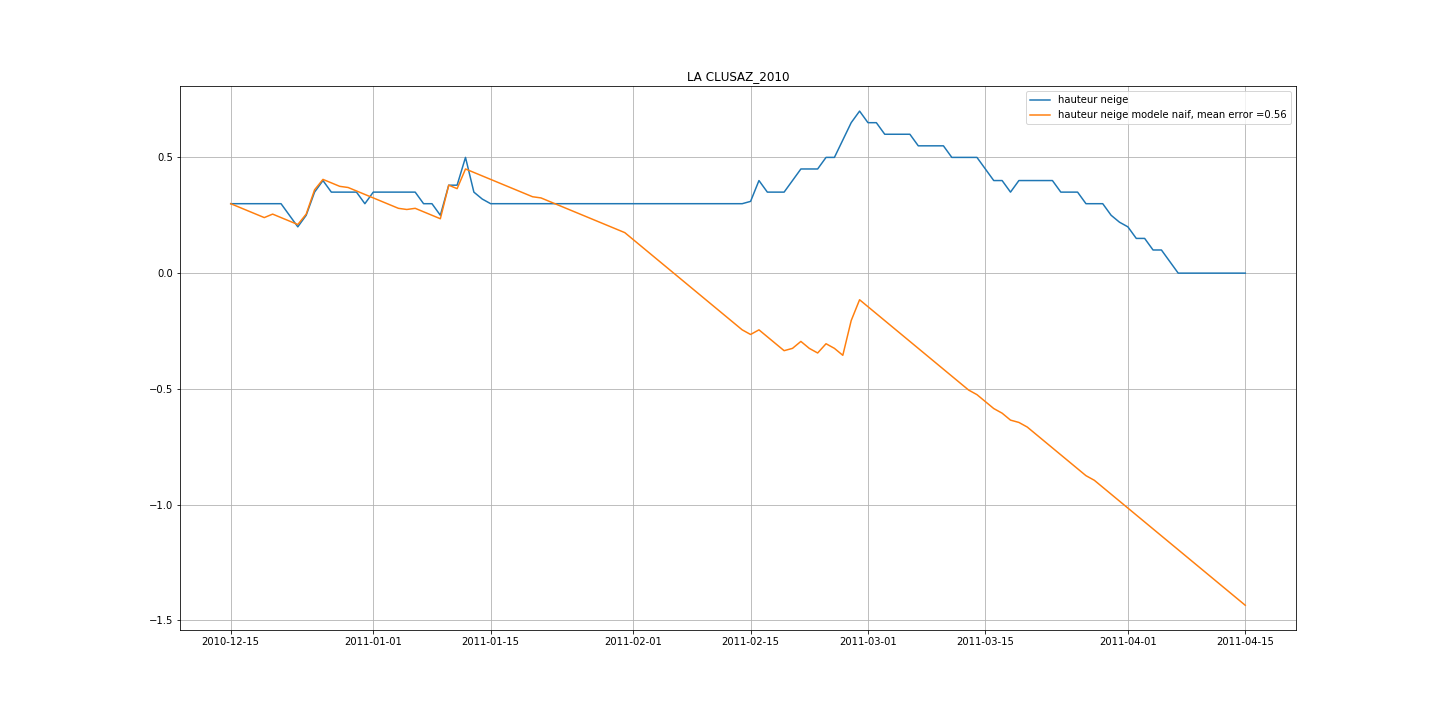 LA CLUSAZ_2010
hauteur neige
hauteur neige modele naif, mean error =0.56
0.5
0.0
−0.5
−1.0
−1.5
2010-12-15 2011-01-01 2011-01-15 2011-02-01 2011-02-15 2011-03-01 2011-03-15 2011-04-01 2011-04-15